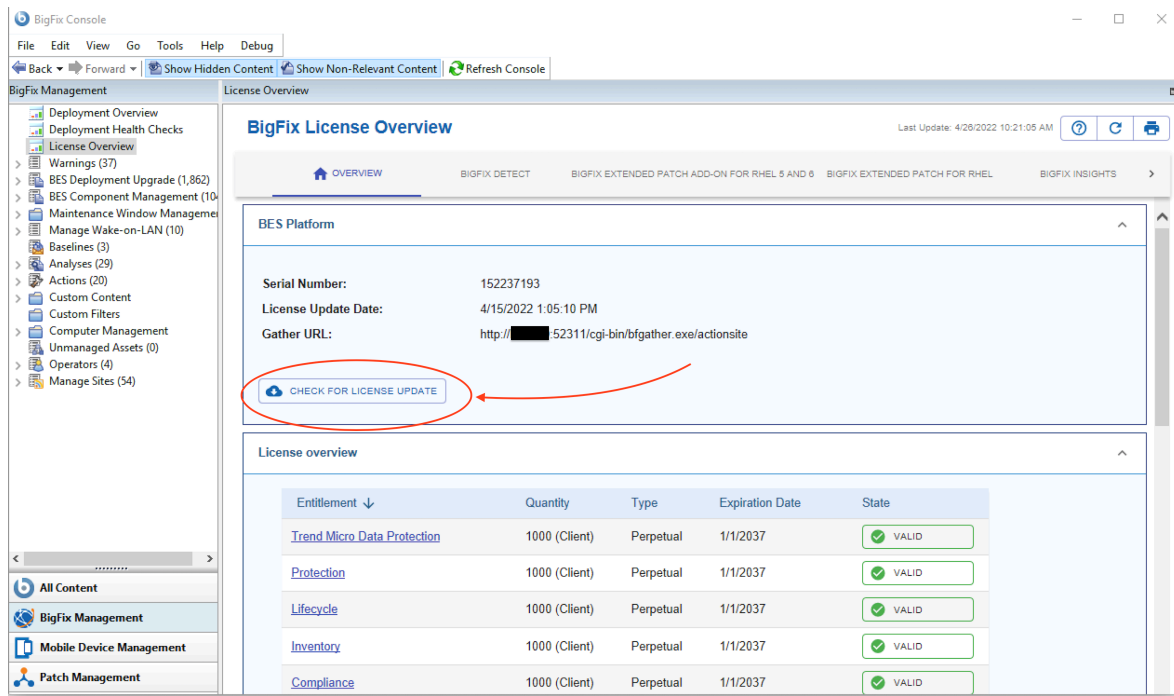 BigFix Console
File Edit View Go Tools Help Debug
Back Forward Show Hidden Content Show Non-Relevant Content Refresh Console
BigFix Management
License Overview
Deployment Overview
Deployment Health Checks
License Overview
Warnings (37)
BES Deployment Upgrade (1,862)
BES Component Management (10
Maintenance Window Manageme
Manage Wake-on-LAN (10)
Baselines (3)
Analyses (29)
Actions (20)
Custom Content
Custom Filters
Computer Management
Unmanaged Assets (0)
Operators (4)
Manage Sites (54)
All Content
BigFix Management
Mobile Device Management
Patch Management
BigFix License Overview
Last Update: 4/26/2022 10:21:05 AM
OVERVIEW BIGFIX DETECT BIGFIX EXTENDED PATCH ADD-ON FOR RHEL 5 AND 6 BIGFIX EXTENDED PATCH FOR RHEL BIGFIX INSIGHTS
BES Platform
Serial Number: 152237193
License Update Date: 4/15/2022 1:05:10 PM
Gather URL: http:// :52311/cgi-bin/bfgather.exe/actionsite
CHECK FOR LICENSE UPDATE
License overview
Entitlement Quantity Type Expiration Date State
Trend Micro Data Protection 1000 (Client) Perpetual 1/1/2037 VALID
Protection 1000 (Client) Perpetual 1/1/2037 VALID
Lifecycle 1000 (Client) Perpetual 1/1/2037 VALID
Inventory 1000 (Client) Perpetual 1/1/2037 VALID
Compliance 1000 (Client) Perpetual 1/1/2037 VALID